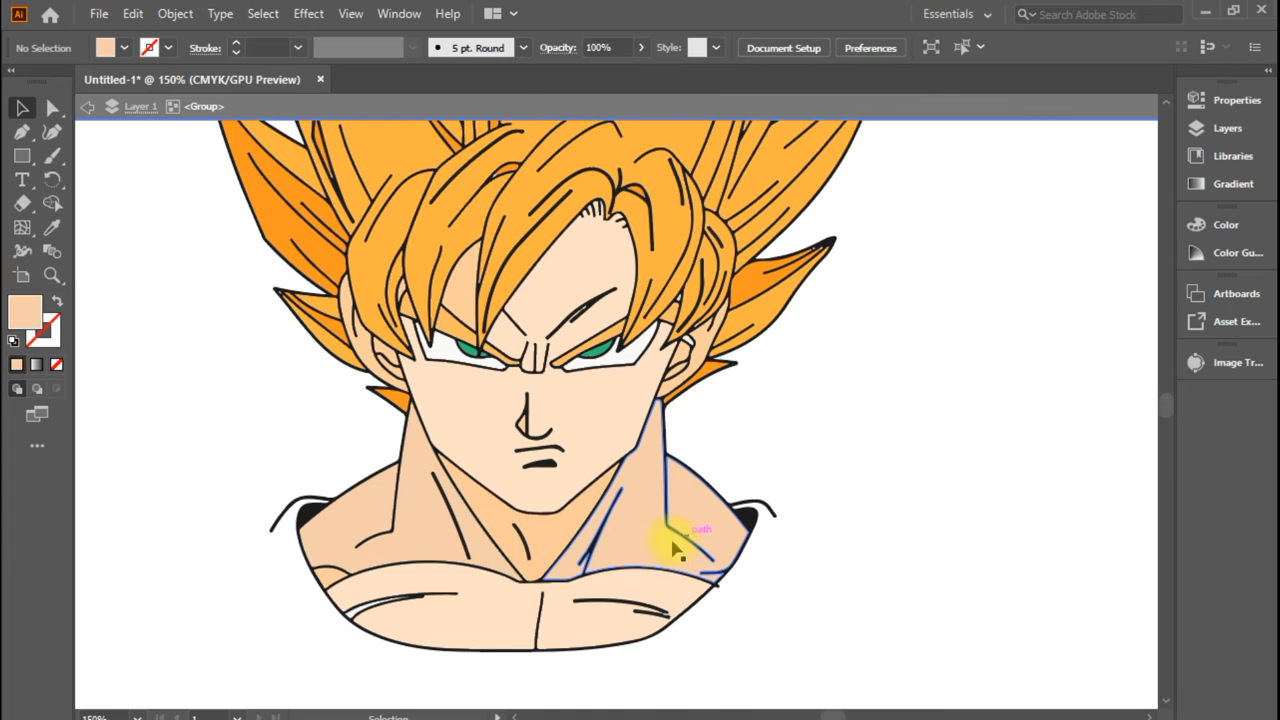 Ai File Edit Object Type Select Effect View Window Help Essentials Search Adobe Stock
No Selection Stroke: 5 pt. Round Opacity: 100% Style: Document Setup Preferences
Untitled-1* @ 150% (CMYK/GPU Preview)
Layer 1 <Group>
Properties
Layers
Libraries
Gradient
Color
Color Gu...
Artboards
Asset Ex...
Image Tr...
path
150% 1 Selection